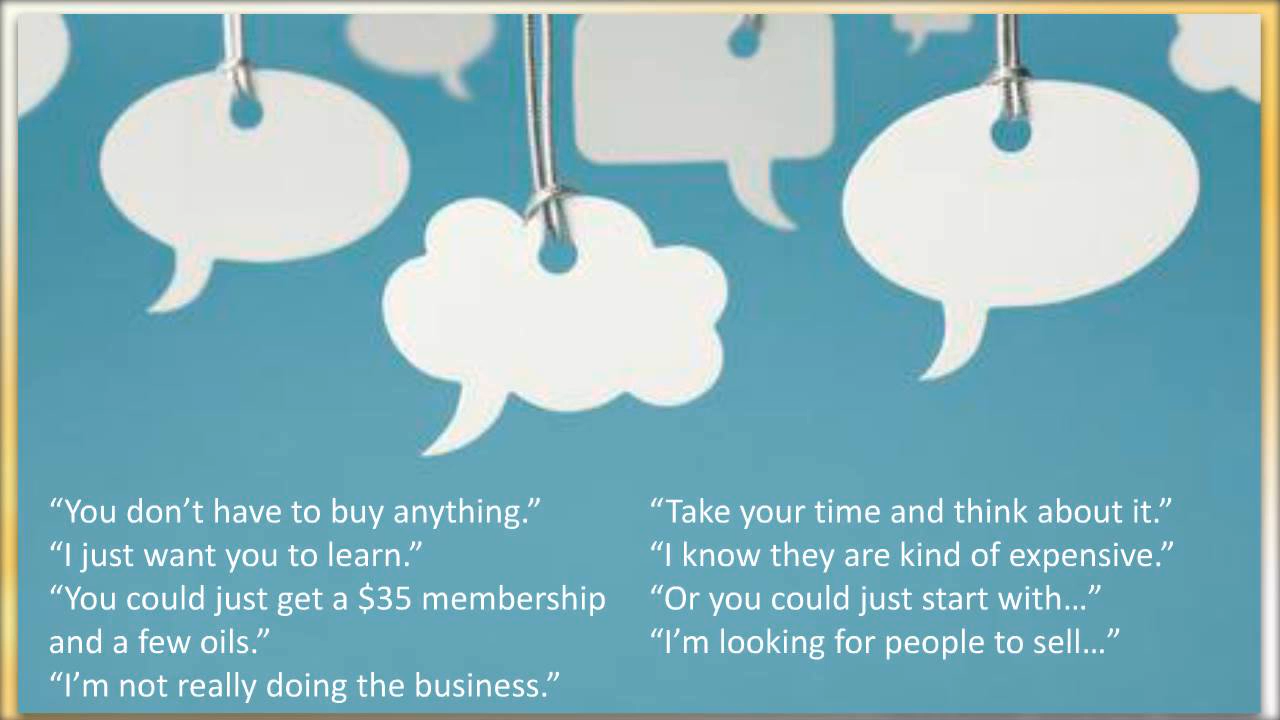 “You don’t have to buy anything.”
“I just want you to learn.”
“You could just get a $35 membership
and a few oils.”
“I’m not really doing the business.”
“Take your time and think about it.”
“I know they are kind of expensive.”
“Or you could just start with…”
“I’m looking for people to sell…”